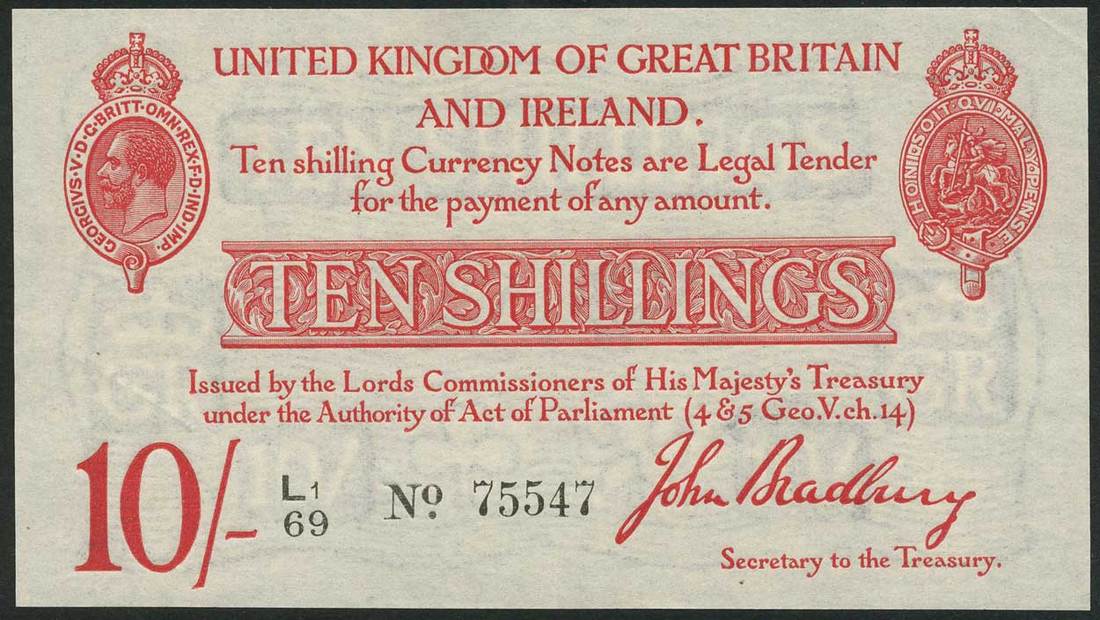 UNITED KINGDOM OF GREAT BRITAIN
AND IRELAND.
GEORGIVS·V·D·G·BRITT·OMN·REX·F·D·IND·IMP.
HONI·SOIT·QVI·MAL·Y·PENSE
Ten shilling Currency Notes are Legal Tender
for the payment of any amount.
TEN SHILLINGS
Issued by the Lords Commissioners of His Majesty's Treasury
under the Authority of Act of Parliament (4 & 5 Geo.V.ch.14)
10/-
L1
69
No. 75547
John Bradbury
Secretary to the Treasury.